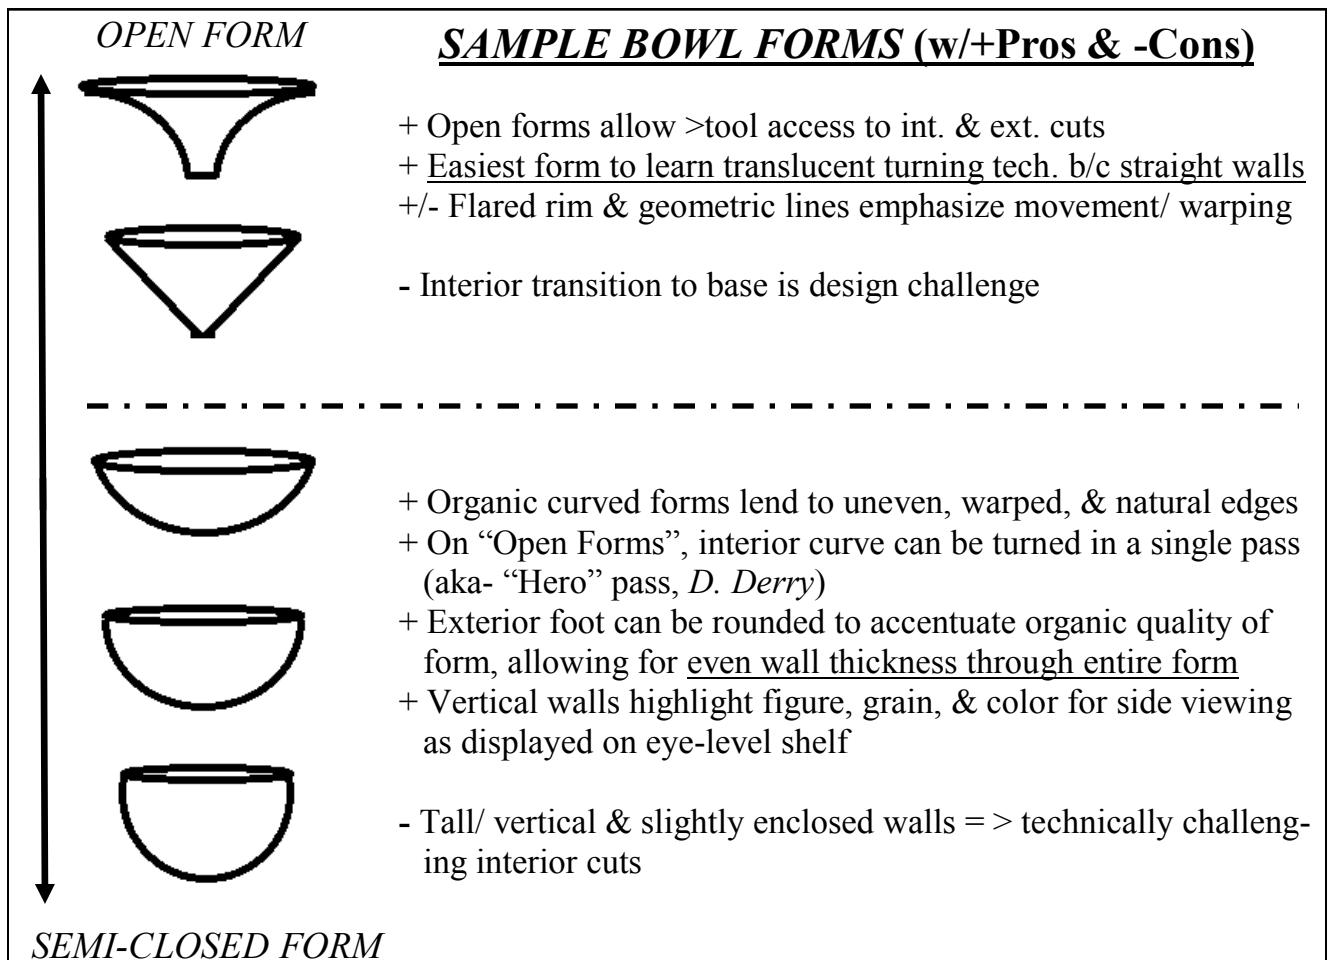 OPEN FORM
SAMPLE BOWL FORMS (w/+Pros & -Cons)
+ Open forms allow >tool access to int. & ext. cuts
+ Easiest form to learn translucent turning tech. b/c straight walls
+/- Flared rim & geometric lines emphasize movement/ warping
- Interior transition to base is design challenge
+ Organic curved forms lend to uneven, warped, & natural edges
+ On “Open Forms”, interior curve can be turned in a single pass
(aka- “Hero” pass, D. Derry)
+ Exterior foot can be rounded to accentuate organic quality of
form, allowing for even wall thickness through entire form
+ Vertical walls highlight figure, grain, & color for side viewing
as displayed on eye-level shelf
- Tall/ vertical & slightly enclosed walls = > technically challeng-
ing interior cuts
SEMI-CLOSED FORM